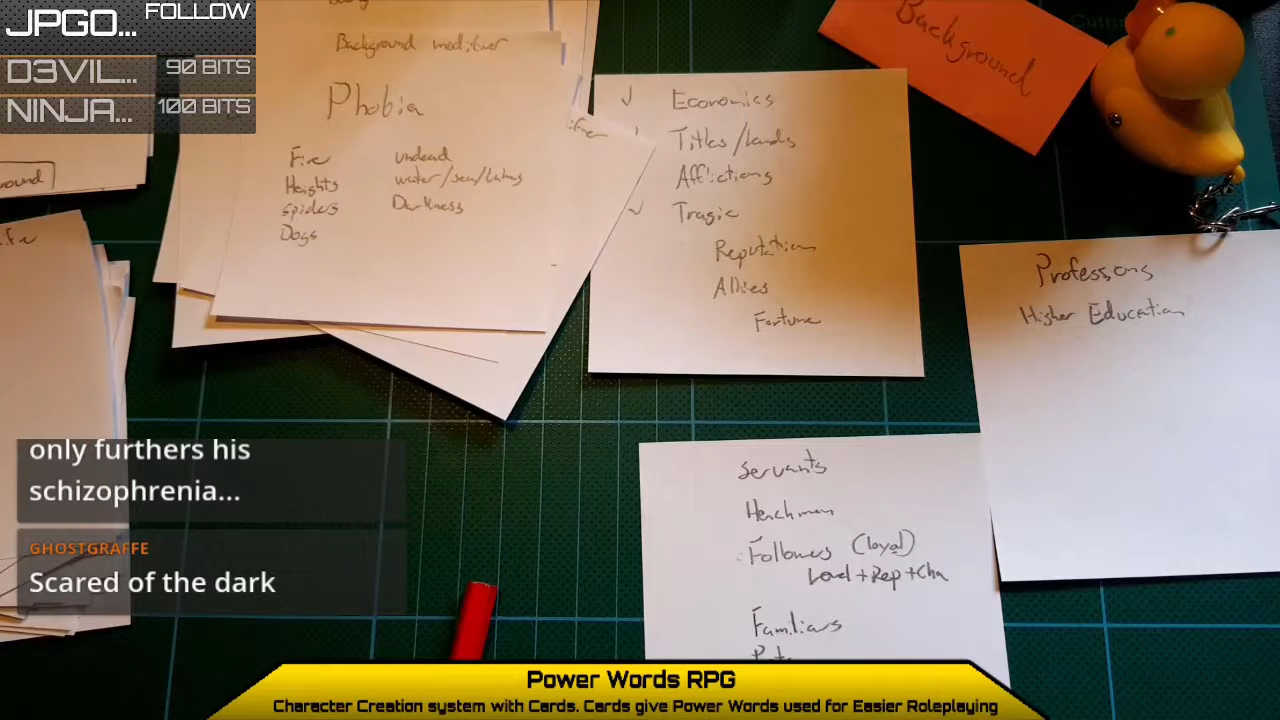 JPGO... FOLLOW
D3VIL... 90 BITS
NINJA... 100 BITS
Background modifier
Phobia
Fire undead
Heights water/sea/lakes
Spiders Darkness
Dogs
Economics
Titles/lands
Afflictions
Tragic
Reputation
Allies
Fortune
Background
Professions
Higher Education
Servants
Henchmen
Followers (loyal)
Level+Rep+Cha
Familiars
only furthers his
schizophrenia...
GHOSTGRAFFE
Scared of the dark
Power Words RPG
Character Creation system with Cards. Cards give Power Words used for Easier Roleplaying